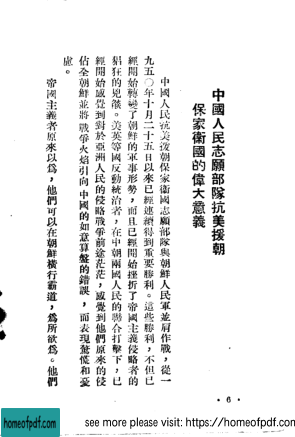 中國人民志願部隊抗美援朝
保家衛國的偉大意義
中國人民抗美援朝保家衛國志願部隊與朝鮮人民軍並肩作戰，從一
九五〇年十月二十五日以來已經連續得到重要勝利。這些勝利，不但已
經開始轉變了朝鮮的軍事形勢，而且已經開始挫折了帝國主義侵略者的
猖狂的兇燄。美英等國反動統治者，在中朝兩國人民的聯合打擊下，已
經開始感覺到對於亞洲人民的侵略戰爭前途茫茫，感覺到他們原來的侵
佔全朝鮮並將戰爭火焰引向中國的如意算盤的錯誤，而表現驚慌和憂
慮。
帝國主義者原來以爲，他們可以在朝鮮橫行霸道，爲所欲爲。他們
· 6 ·
homeofpdf.com
see more please visit: https://homeofpdf.com
homeofpdf.com